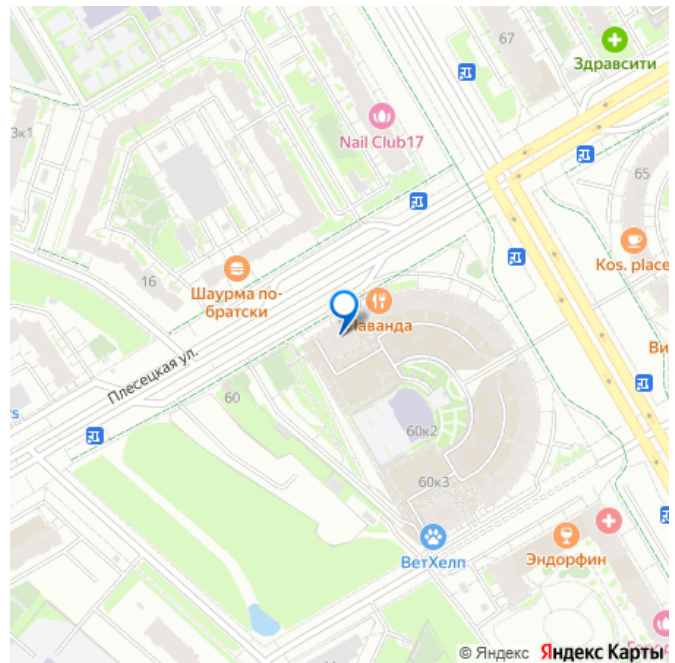 67
Здравсити
Nail Club17
3к1
65
Kos. place
16
Шаурма по-
братски
Плесецкая ул.
60
60к2
60к3
ВетХелп
Эндорфин
© Яндекс Яндекс Карты